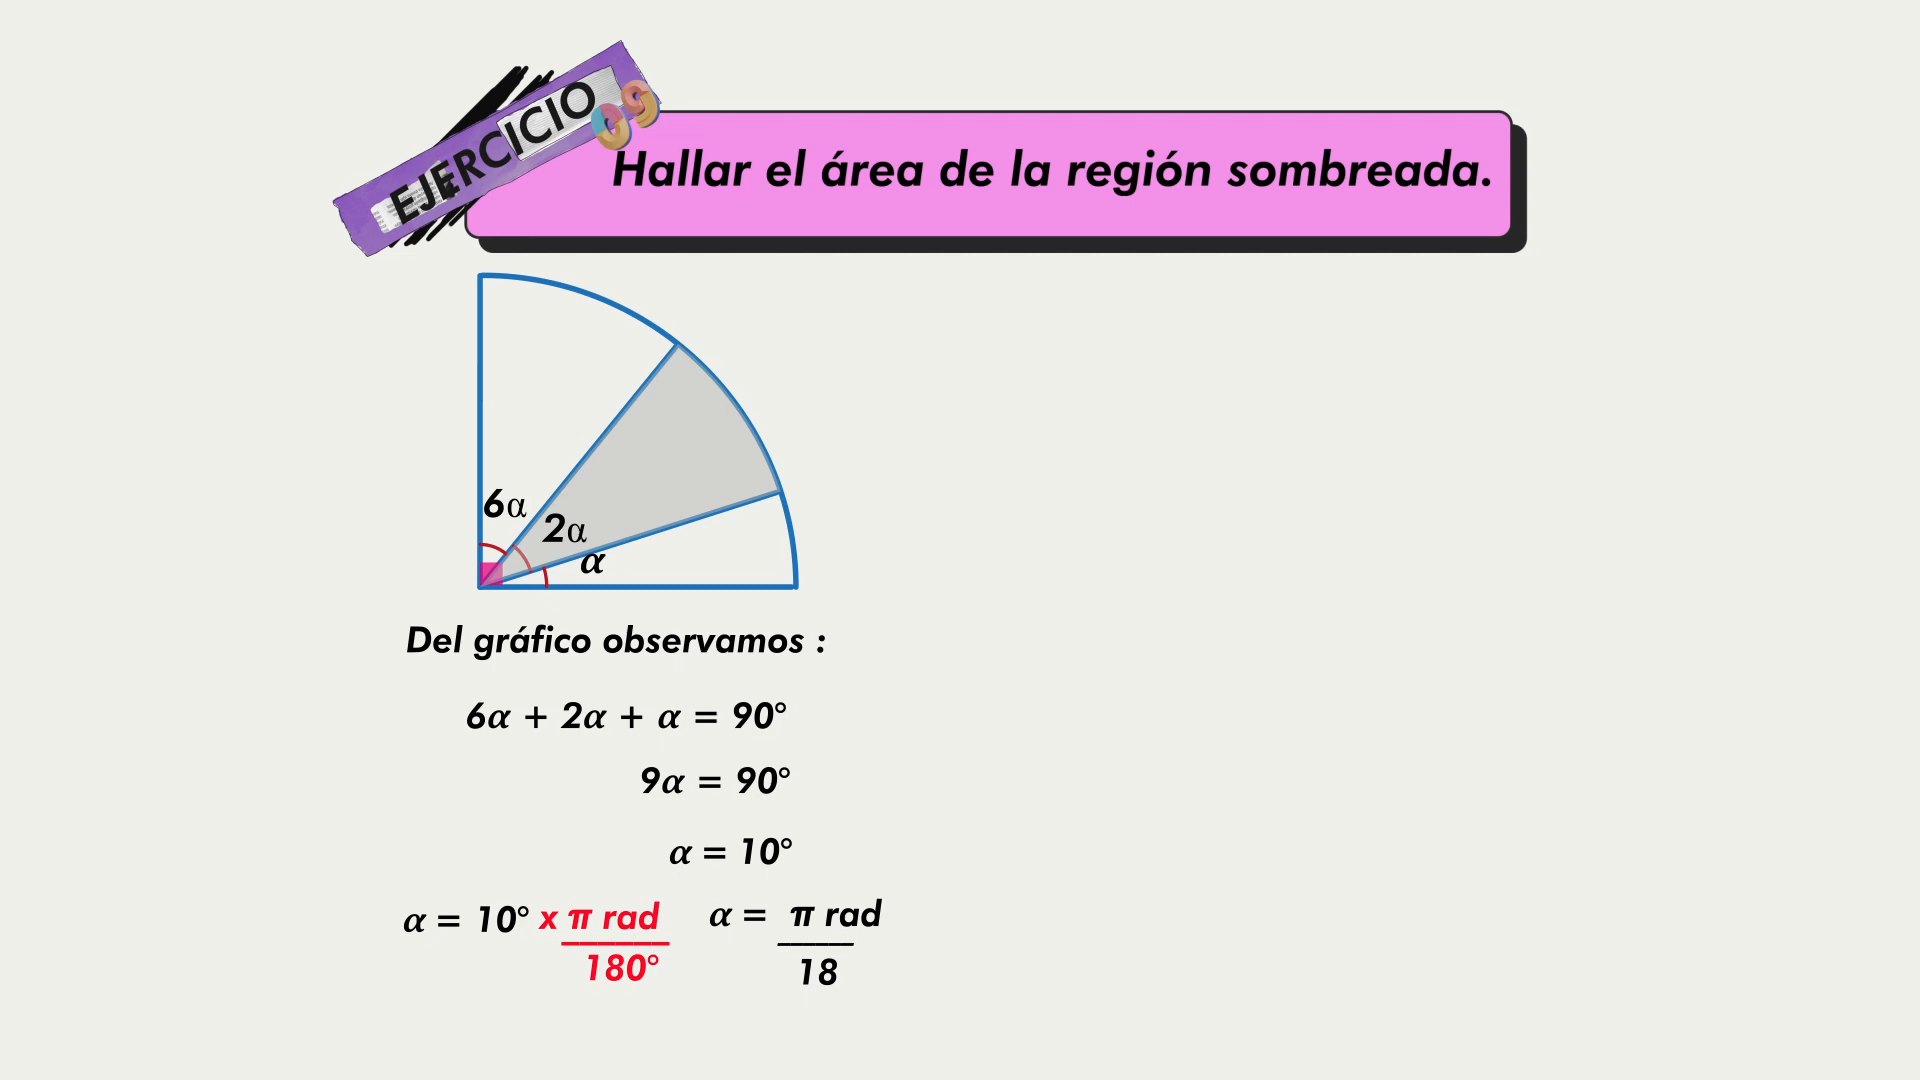 EJERCICIO
Hallar el área de la región sombreada.
6α
2α
α
Del gráfico observamos :
6α + 2α + α = 90°
9α = 90°
α = 10°
α = 10° x π rad
180°
α = π rad
18